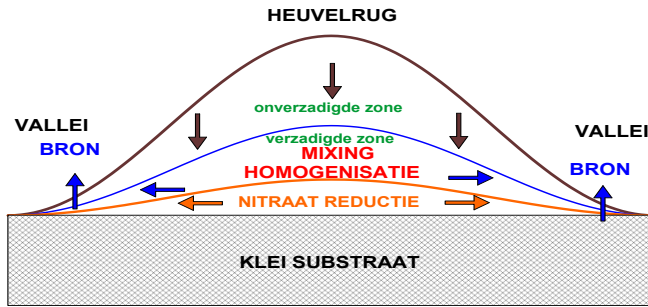 HEUVELRUG
onverzadigde zone
VALLEI
BRON
verzadigde zone
MIXING
HOMOGENISATIE
VALLEI
BRON
NITRAAT REDUCTIE
KLEI SUBSTRAAT